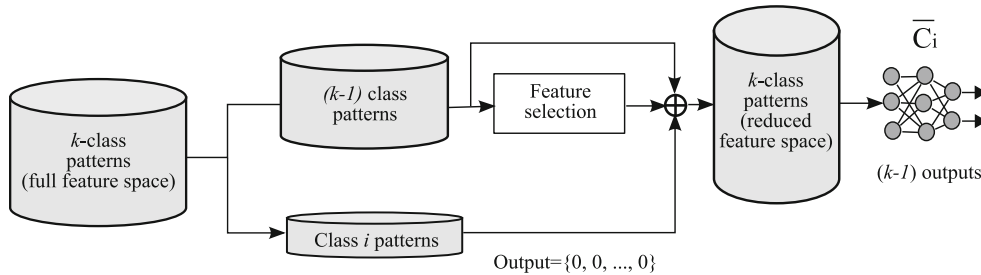 k-class
patterns
(full feature space)
(k-1) class
patterns
Class i patterns
Feature
selection
Output={0, 0, ..., 0}
k-class
patterns
(reduced
feature space)
C̅i
(k-1) outputs